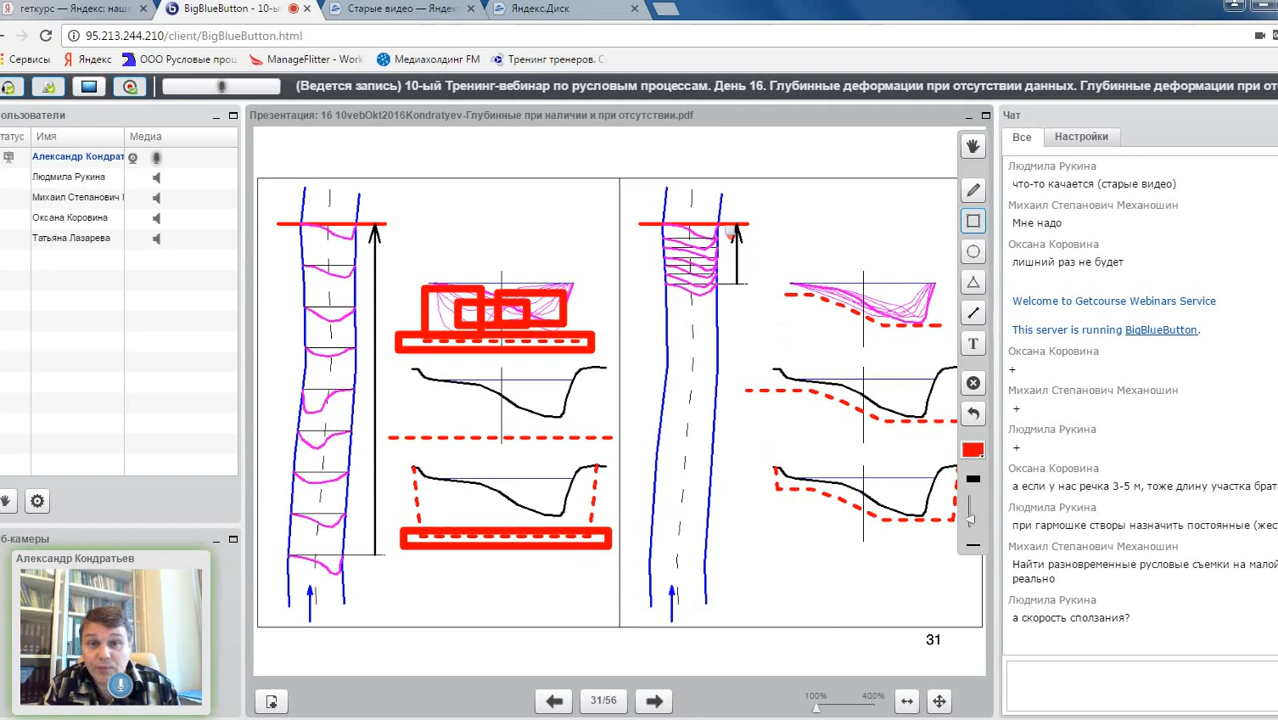 геткурс — Яндекс: наш
BigBlueButton - 10-ы
Старые видео — Яндекс
Яндекс.Диск
95.213.244.210/client/BigBlueButton.html
Сервисы
Яндекс
ООО Русловые проц
ManageFlitter - Work
Медиахолдинг FM
Тренинг тренеров. С
(Ведется запись) 10-ый Тренинг-вебинар по русловым процессам. День 16. Глубинные деформации при отсутствии данных. Глубинные деформации при от
ользователи
татус
Имя
Медиа
Александр Кондрат
Людмила Рукина
Михаил Степанович
Оксана Коровина
Татьяна Лазарева
б-камеры
Александр Кондратьев
Презентация: 16 10vebOkt2016Kondratyev-Глубинные при наличии и при отсутствии.pdf
31
T
31/56
100%
400%
Чат
Все
Настройки
Людмила Рукина
что-то качается (старые видео)
Михаил Степанович Механошин
Мне надо
Оксана Коровина
лишний раз не будет
Welcome to Getcourse Webinars Service
This server is running BigBlueButton.
Оксана Коровина
+
Михаил Степанович Механошин
+
Людмила Рукина
+
Оксана Коровина
а если у нас речка 3-5 м, тоже длину участка брат
Людмила Рукина
при гармошке створы назначить постоянные (жес
Михаил Степанович Механошин
Найти разновременные русловые съемки на малой
реально
Людмила Рукина
а скорость сползания?